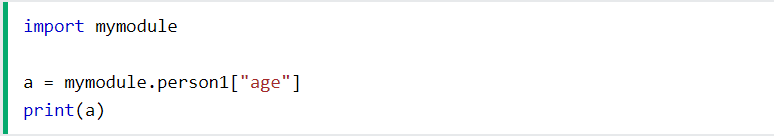 import mymodule
a = mymodule.person1["age"]
print(a)